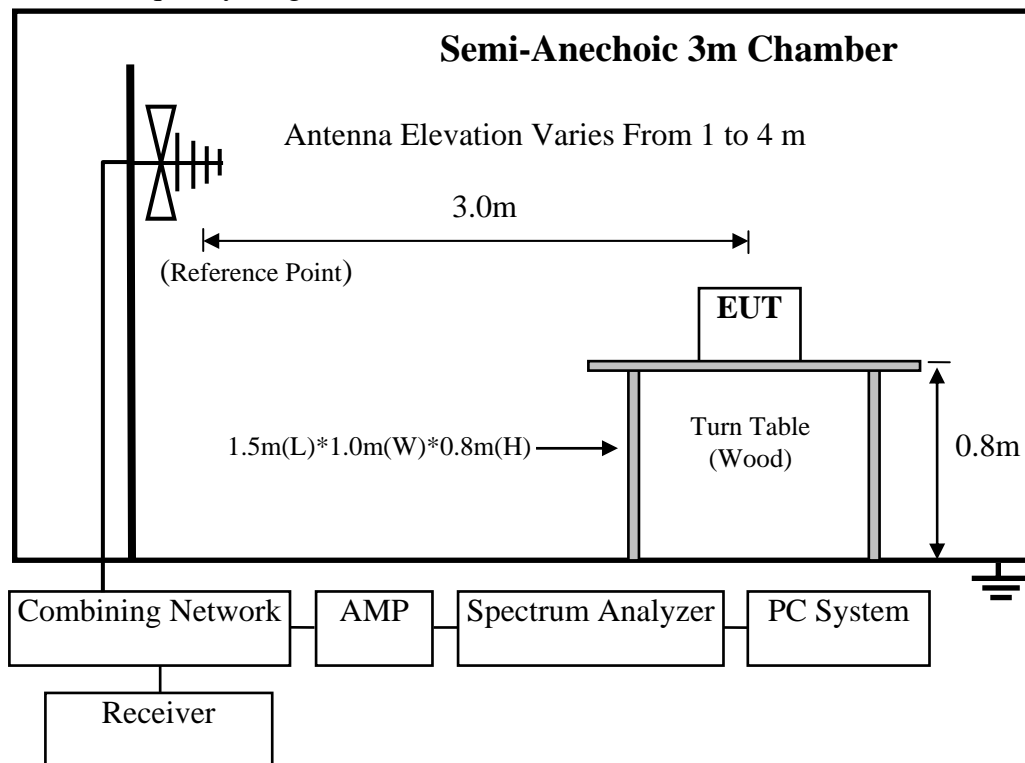 Semi-Anechoic 3m Chamber
Antenna Elevation Varies From 1 to 4 m
3.0m
(Reference Point)
EUT
1.5m(L)*1.0m(W)*0.8m(H)
Turn Table
(Wood)
0.8m
Combining Network
AMP
Spectrum Analyzer
PC System
Receiver